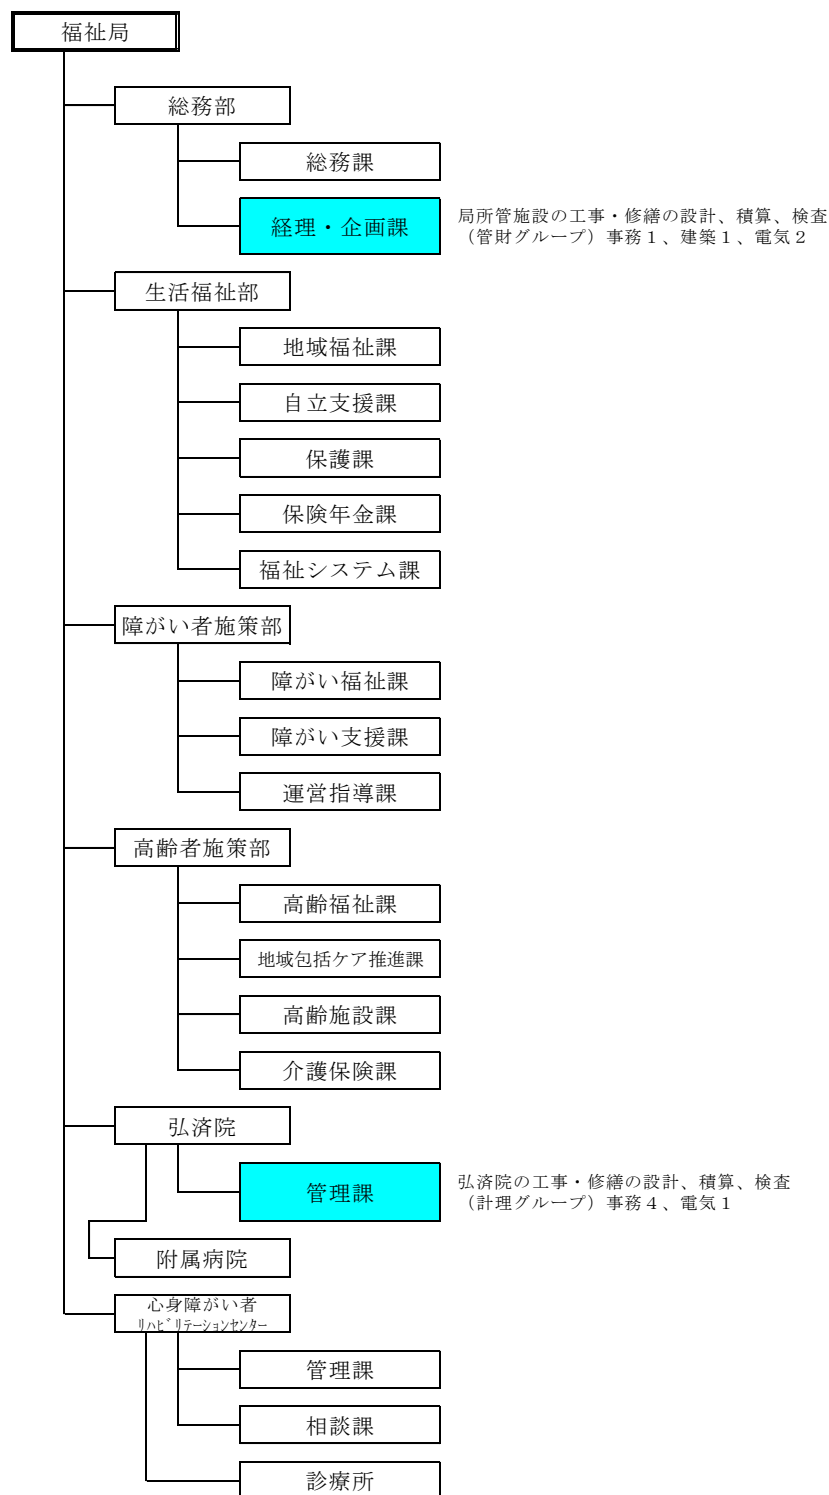 福祉局
総務部
総務課
経理・企画課
局所管施設の工事・修繕の設計、積算、検査
（管財グループ）事務１、建築１、電気２
生活福祉部
地域福祉課
自立支援課
保護課
保険年金課
福祉システム課
障がい者施策部
障がい福祉課
障がい支援課
運営指導課
高齢者施策部
高齢福祉課
地域包括ケア推進課
高齢施設課
介護保険課
弘済院
管理課
弘済院の工事・修繕の設計、積算、検査
（計理グループ）事務４、電気１
附属病院
心身障がい者
ﾘﾊﾋﾞﾘﾃｰｼｮﾝｾﾝﾀｰ
管理課
相談課
診療所